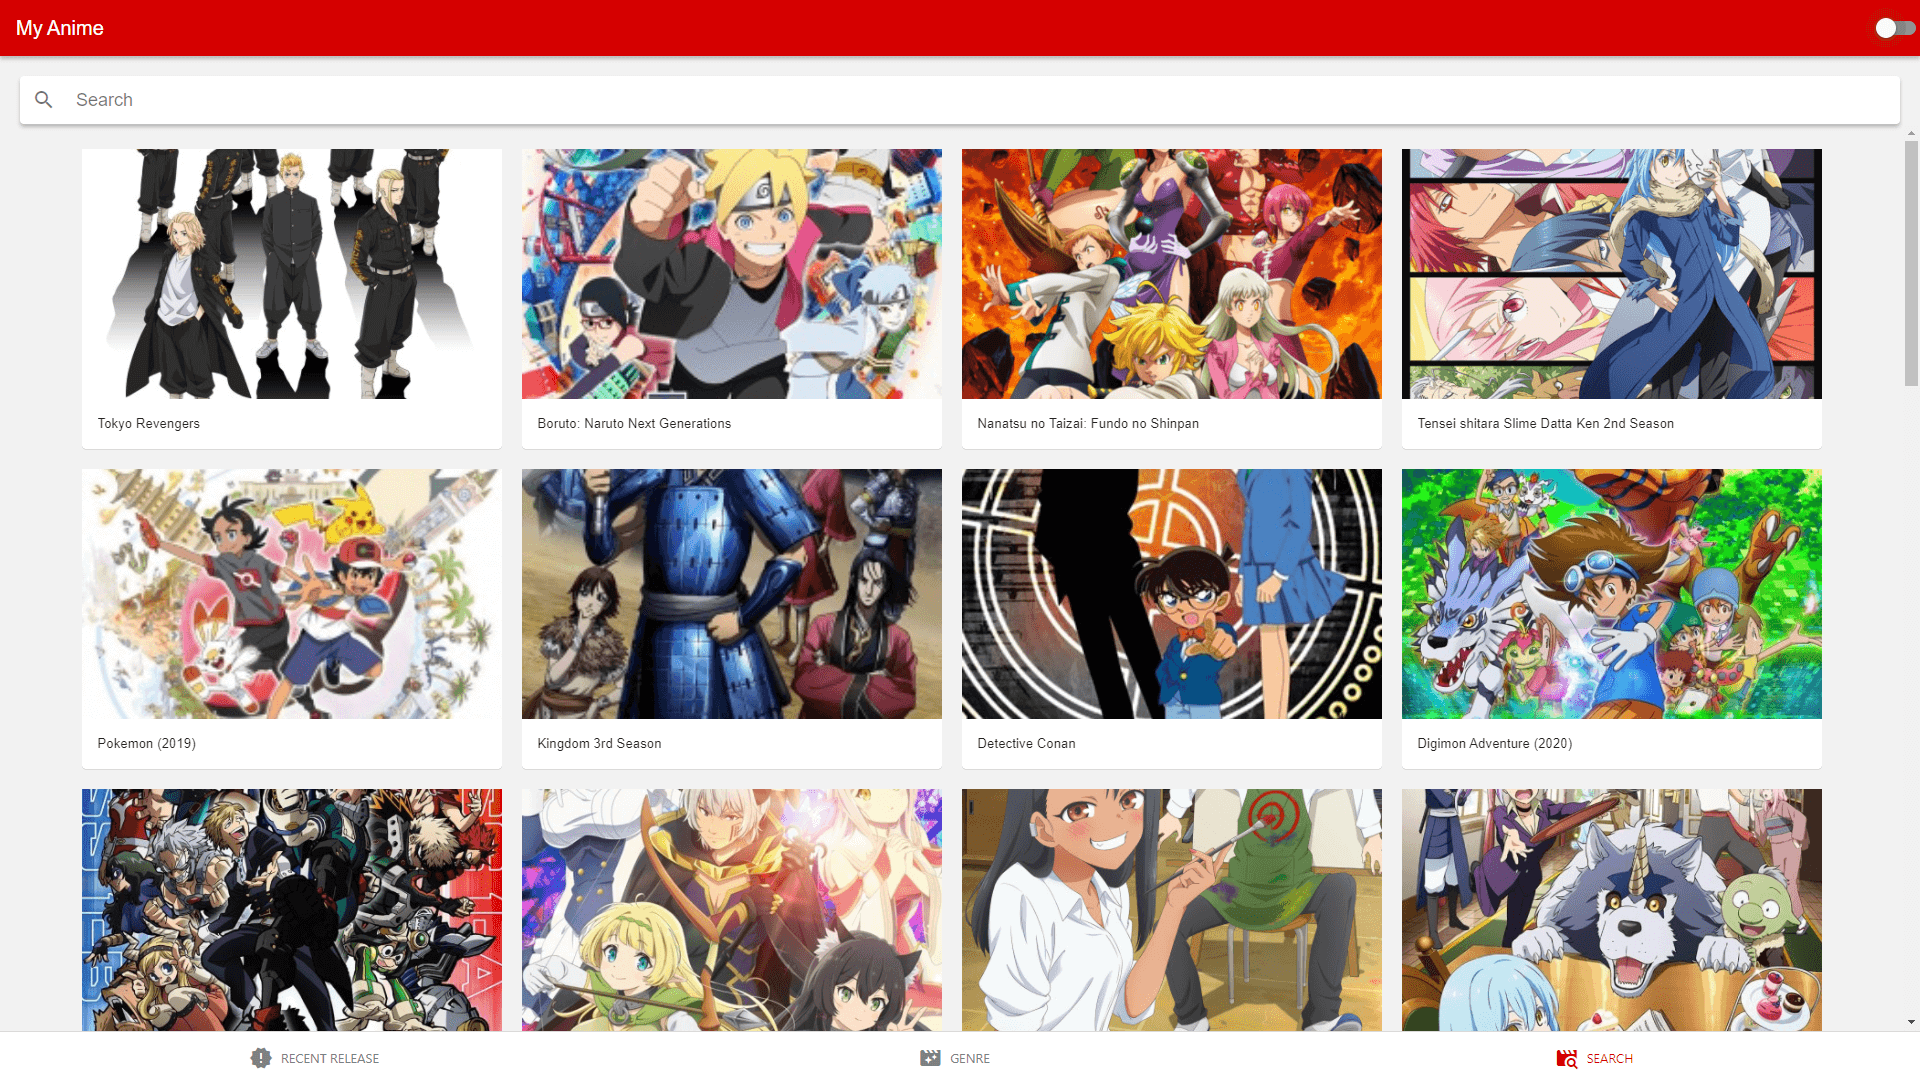 My Anime
Search
Tokyo Revengers
Boruto: Naruto Next Generations
Nanatsu no Taizai: Fundo no Shinpan
Tensei shitara Slime Datta Ken 2nd Season
Pokemon (2019)
Kingdom 3rd Season
Detective Conan
Digimon Adventure (2020)
RECENT RELEASE
GENRE
SEARCH